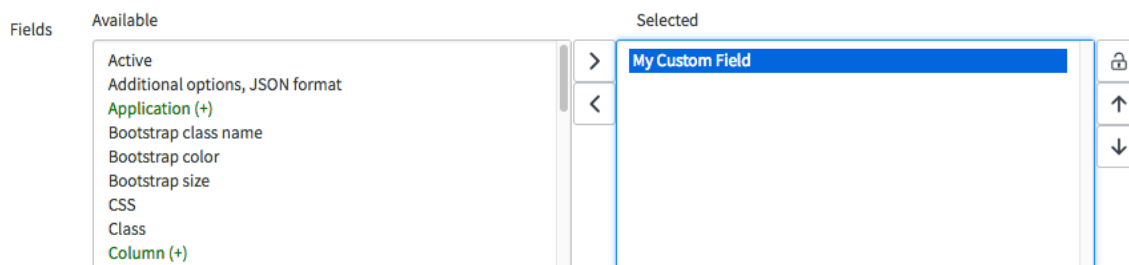 Fields
Available
Selected
Active
Additional options, JSON format
Application (+)
Bootstrap class name
Bootstrap color
Bootstrap size
CSS
Class
Column (+)
My Custom Field